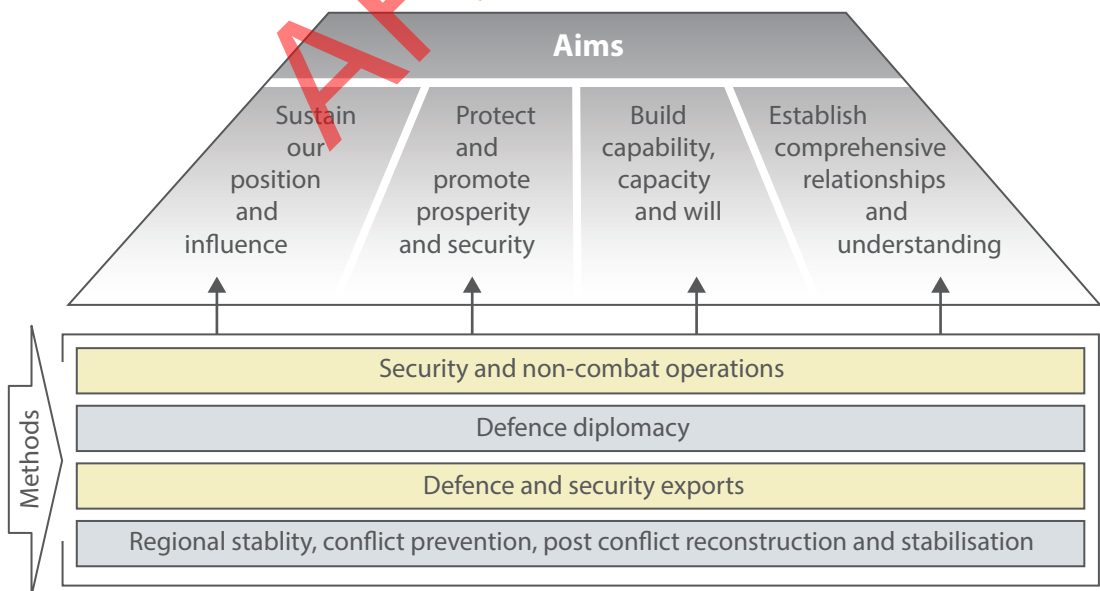 Aims
Sustain
our
position
and
influence
Protect
and
promote
prosperity
and security
Build
capability,
capacity
and will
Establish
comprehensive
relationships
and
understanding
Methods
Security and non-combat operations
Defence diplomacy
Defence and security exports
Regional stablity, conflict prevention, post conflict reconstruction and stabilisation